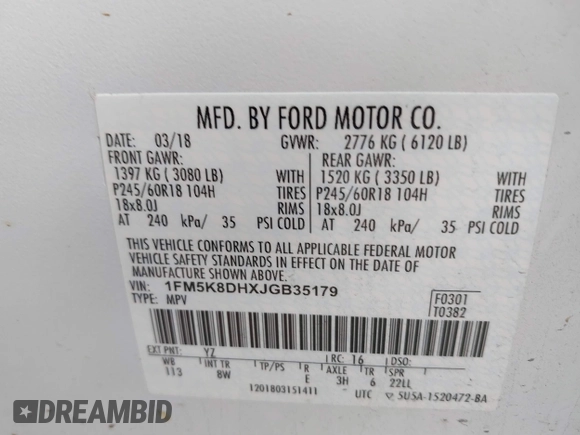 MFD. BY FORD MOTOR CO.
DATE: 03/18 GVWR: 2776 KG ( 6120 LB)
FRONT GAWR: REAR GAWR:
1397 KG ( 3080 LB) WITH 1520 KG ( 3350 LB) WITH
P245/60R18 104H TIRES P245/60R18 104H TIRES
18x8.0J RIMS 18x8.0J RIMS
AT 240 kPa/ 35 PSI COLD AT 240 kPa/ 35 PSI COLD
THIS VEHICLE CONFORMS TO ALL APPLICABLE FEDERAL MOTOR
VEHICLE SAFETY STANDARDS IN EFFECT ON THE DATE OF
MANUFACTURE SHOWN ABOVE.
VIN: 1FM5K8DHXJGB35179 F0301
TYPE: MPV T0382
EXT PNT: YZ RC: 16 DSO:
WB INT TR TP/PS R AXLE TR SPR
113 8W E 3H 6 22LL
1201803151411 UTC SU5A-1520472-BA
DREAMBID